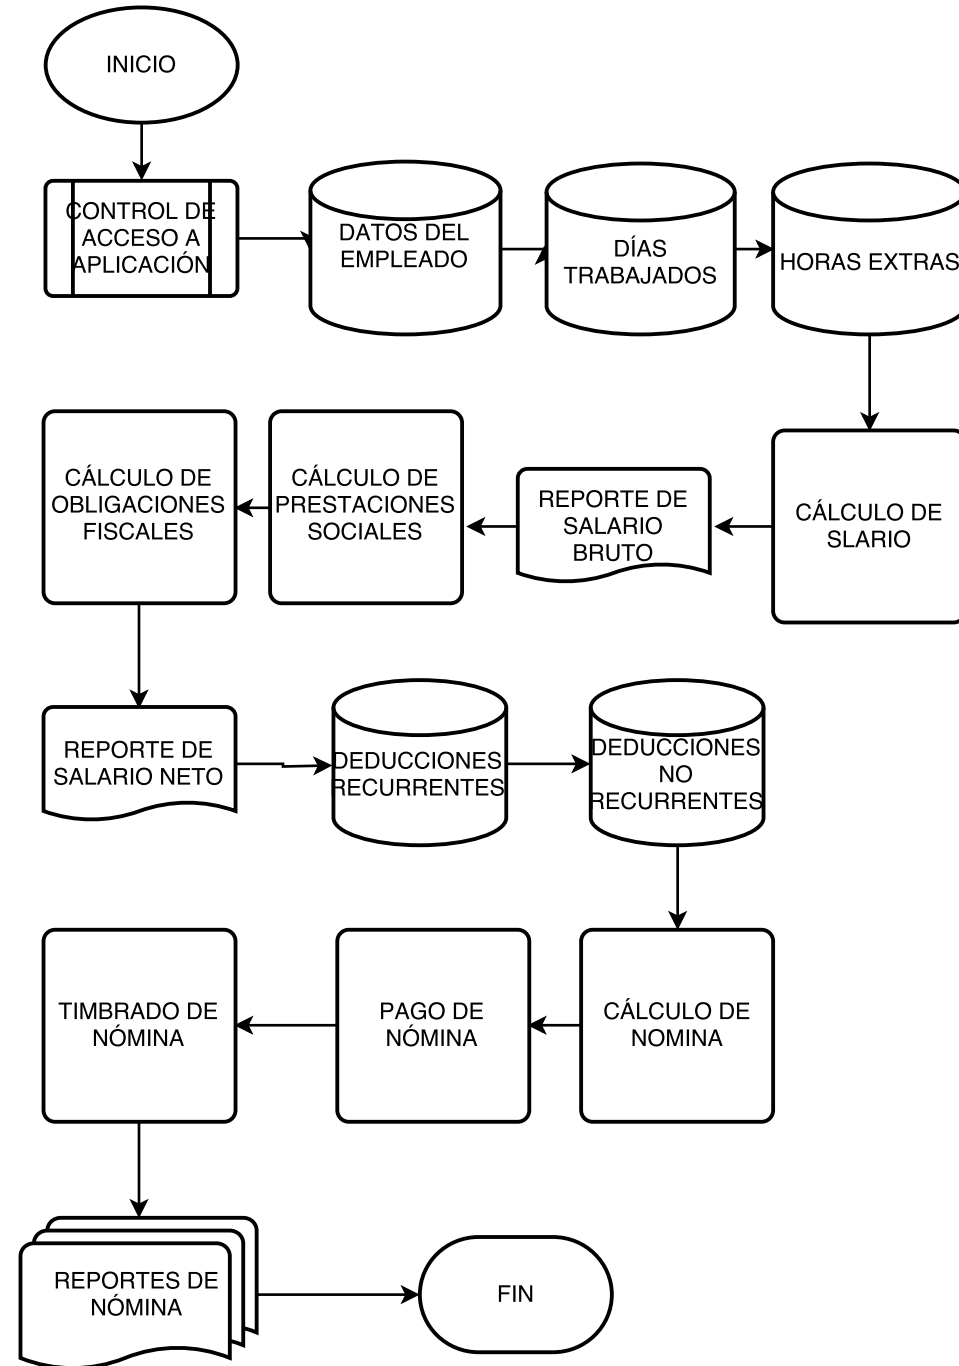 INICIO
CONTROL DE
ACCESO A
APLICACIÓN
DATOS DEL
EMPLEADO
DÍAS
TRABAJADOS
HORAS EXTRAS
CÁLCULO DE
SLARIO
REPORTE DE
SALARIO
BRUTO
CÁLCULO DE
PRESTACIONES
SOCIALES
CÁLCULO DE
OBLIGACIONES
FISCALES
REPORTE DE
SALARIO NETO
DEDUCCIONES
RECURRENTES
DEDUCCIONES
NO
RECURRENTES
CÁLCULO DE
NOMINA
PAGO DE
NÓMINA
TIMBRADO DE
NÓMINA
REPORTES DE
NÓMINA
FIN